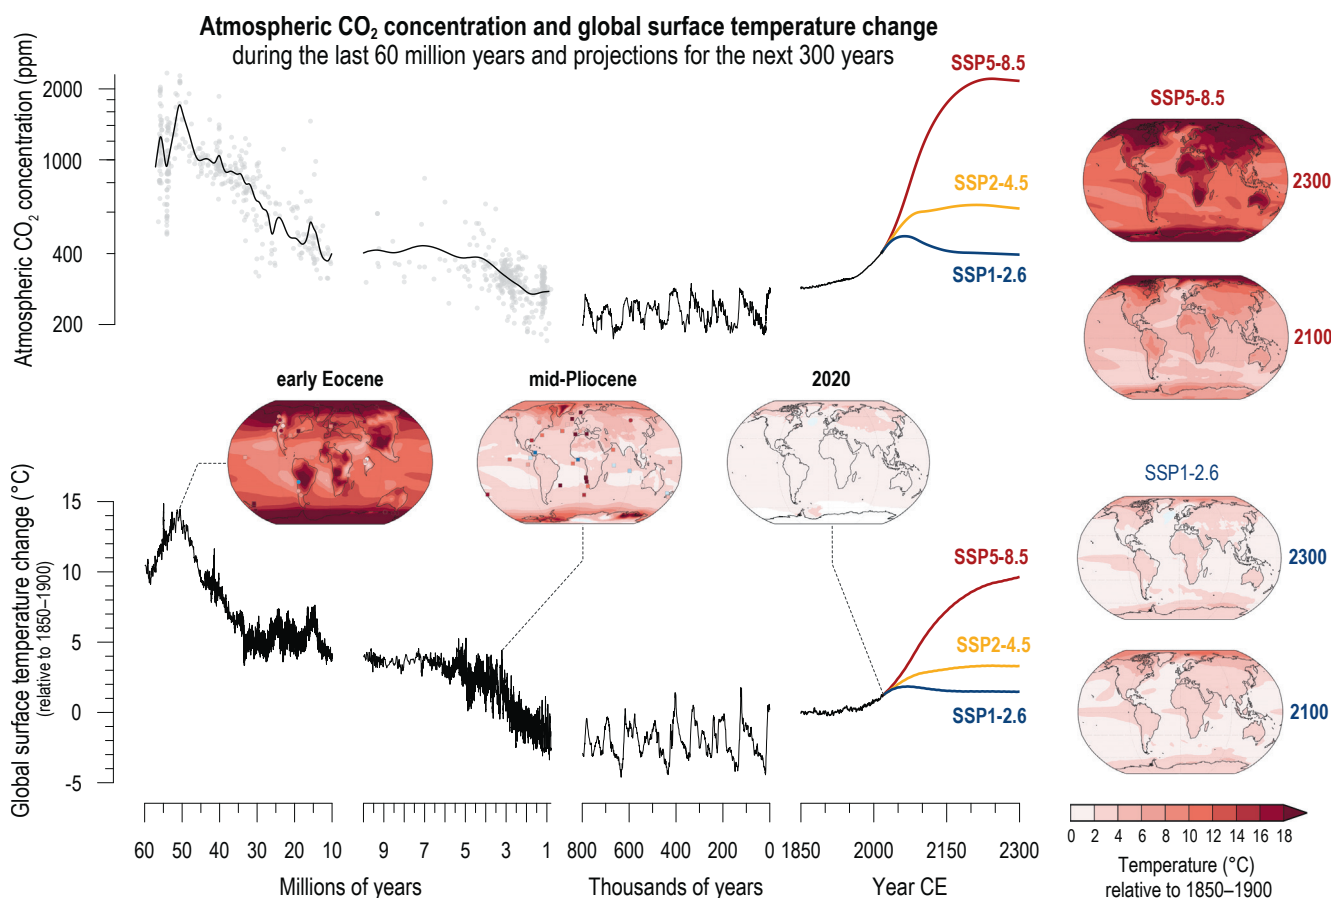 Atmospheric CO₂ concentration and global surface temperature change
during the last 60 million years and projections for the next 300 years
Atmospheric CO₂ concentration (ppm)
2000
1000
400
200
SSP5-8.5
SSP2-4.5
SSP1-2.6
SSP5-8.5
2300
2100
early Eocene
mid-Pliocene
2020
Global surface temperature change (°C)
(relative to 1850–1900)
15
10
5
0
-5
SSP5-8.5
SSP2-4.5
SSP1-2.6
SSP1-2.6
2300
2100
60 50 40 30 20 10
9 7 5 3 1
800 600 400 200 0
1850 2000 2150 2300
Millions of years
Thousands of years
Year CE
0 2 4 6 8 10 12 14 16 18
Temperature (°C)
relative to 1850–1900